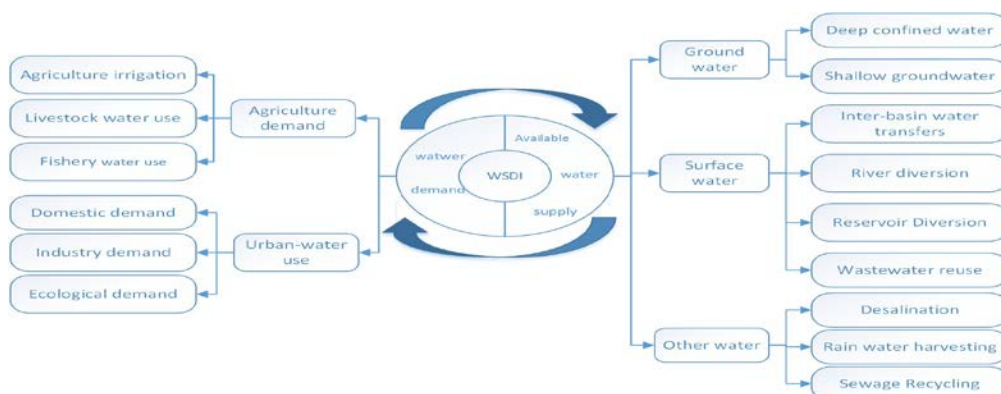 Agriculture irrigation
Livestock water use
Fishery water use
Agriculture
demand
Domestic demand
Industry demand
Ecological demand
Urban-water
use
watwer
demand
WSDI
Available
water
supply
Ground
water
Deep confined water
Shallow groundwater
Surface
water
Inter-basin water
transfers
River diversion
Reservoir Diversion
Wastewater reuse
Other water
Desalination
Rain water harvesting
Sewage Recycling